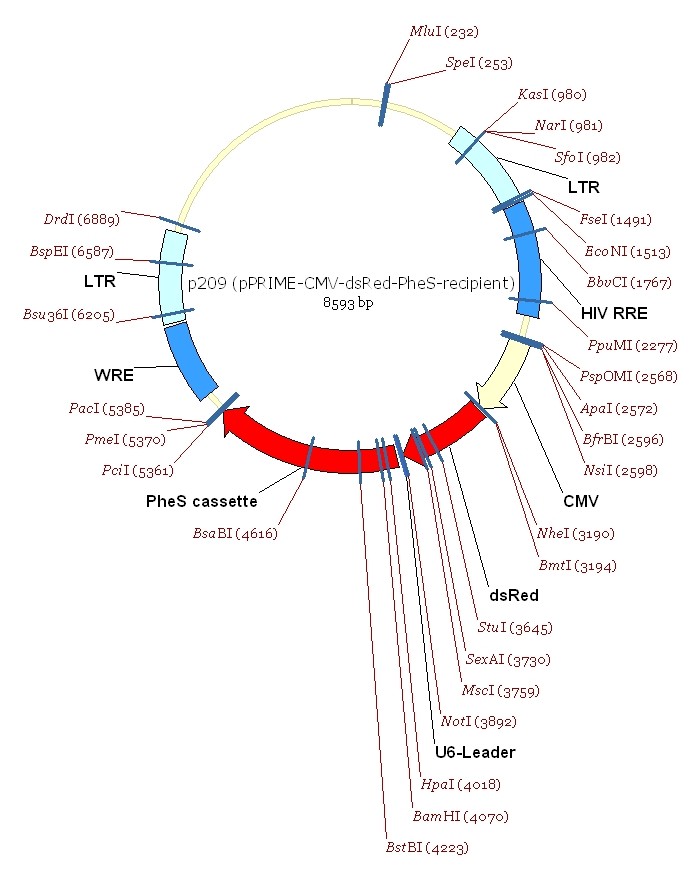 MluI (232)
SpeI (253)
KasI (980)
NarI (981)
SfoI (982)
LTR
FseI (1491)
EcoNI (1513)
BbvCI (1767)
HIV RRE
PpuMI (2277)
PspOMI (2568)
ApaI (2572)
BfrBI (2596)
NsiI (2598)
CMV
NheI (3190)
BmtI (3194)
dsRed
StuI (3645)
SexAI (3730)
MscI (3759)
NotI (3892)
U6-Leader
HpaI (4018)
BamHI (4070)
BstBI (4223)
BsaBI (4616)
PheS cassette
PciI (5361)
PmeI (5370)
PacI (5385)
WRE
Bsu36I (6205)
LTR
BspEI (6587)
DrdI (6889)
p209 (pPRIME-CMV-dsRed-PheS-recipient)
8593 bp